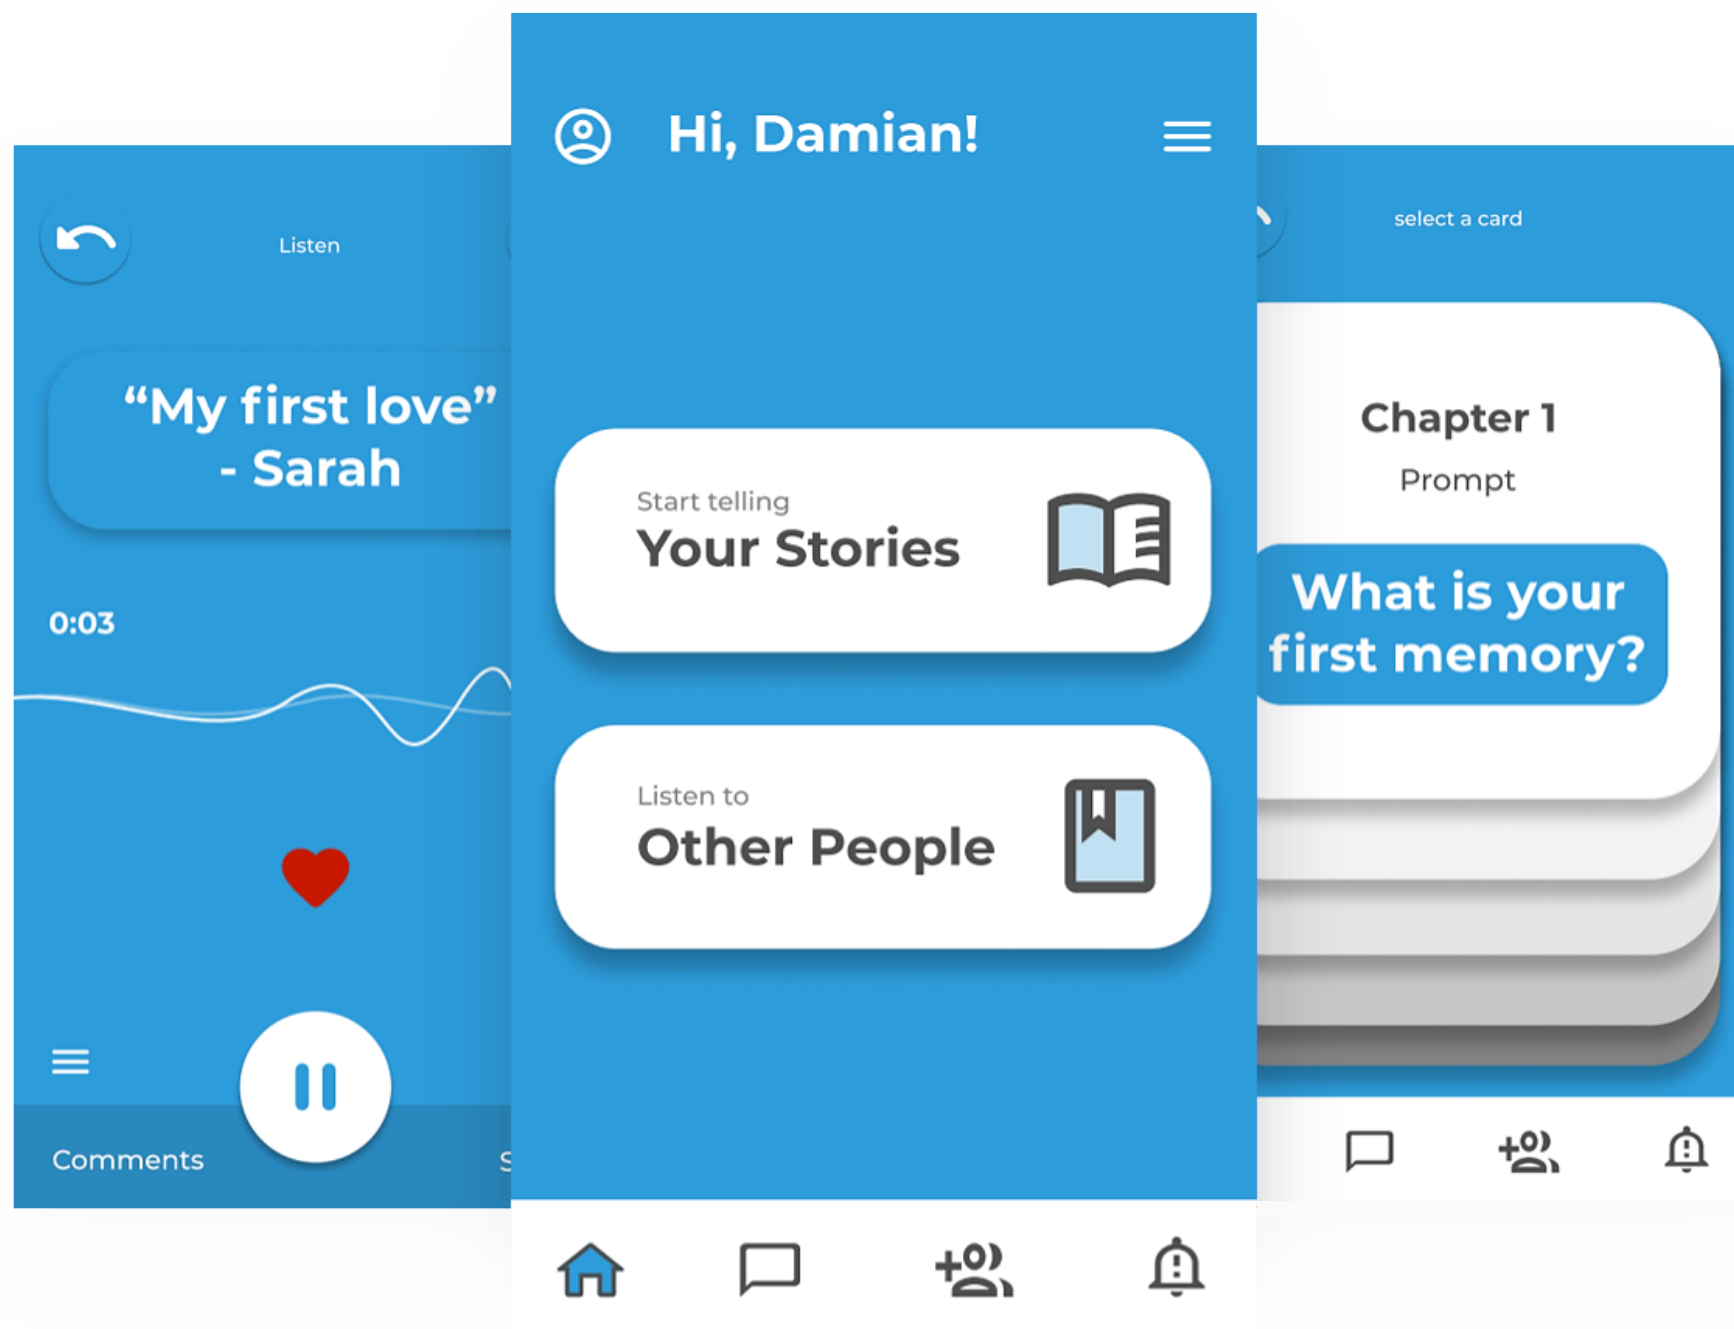 Listen
“My first love”
- Sarah
0:03
Comments
Hi, Damian!
Start telling
Your Stories
Listen to
Other People
select a card
Chapter 1
Prompt
What is your
first memory?